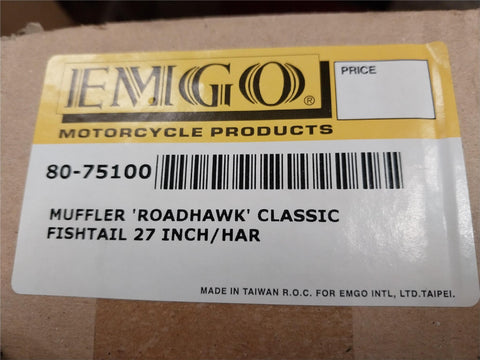 EMGO®
PRICE
MOTORCYCLE PRODUCTS
80-75100
MUFFLER 'ROADHAWK' CLASSIC
FISHTAIL 27 INCH/HAR
MADE IN TAIWAN R.O.C. FOR EMGO INTL, LTD.TAIPEI.